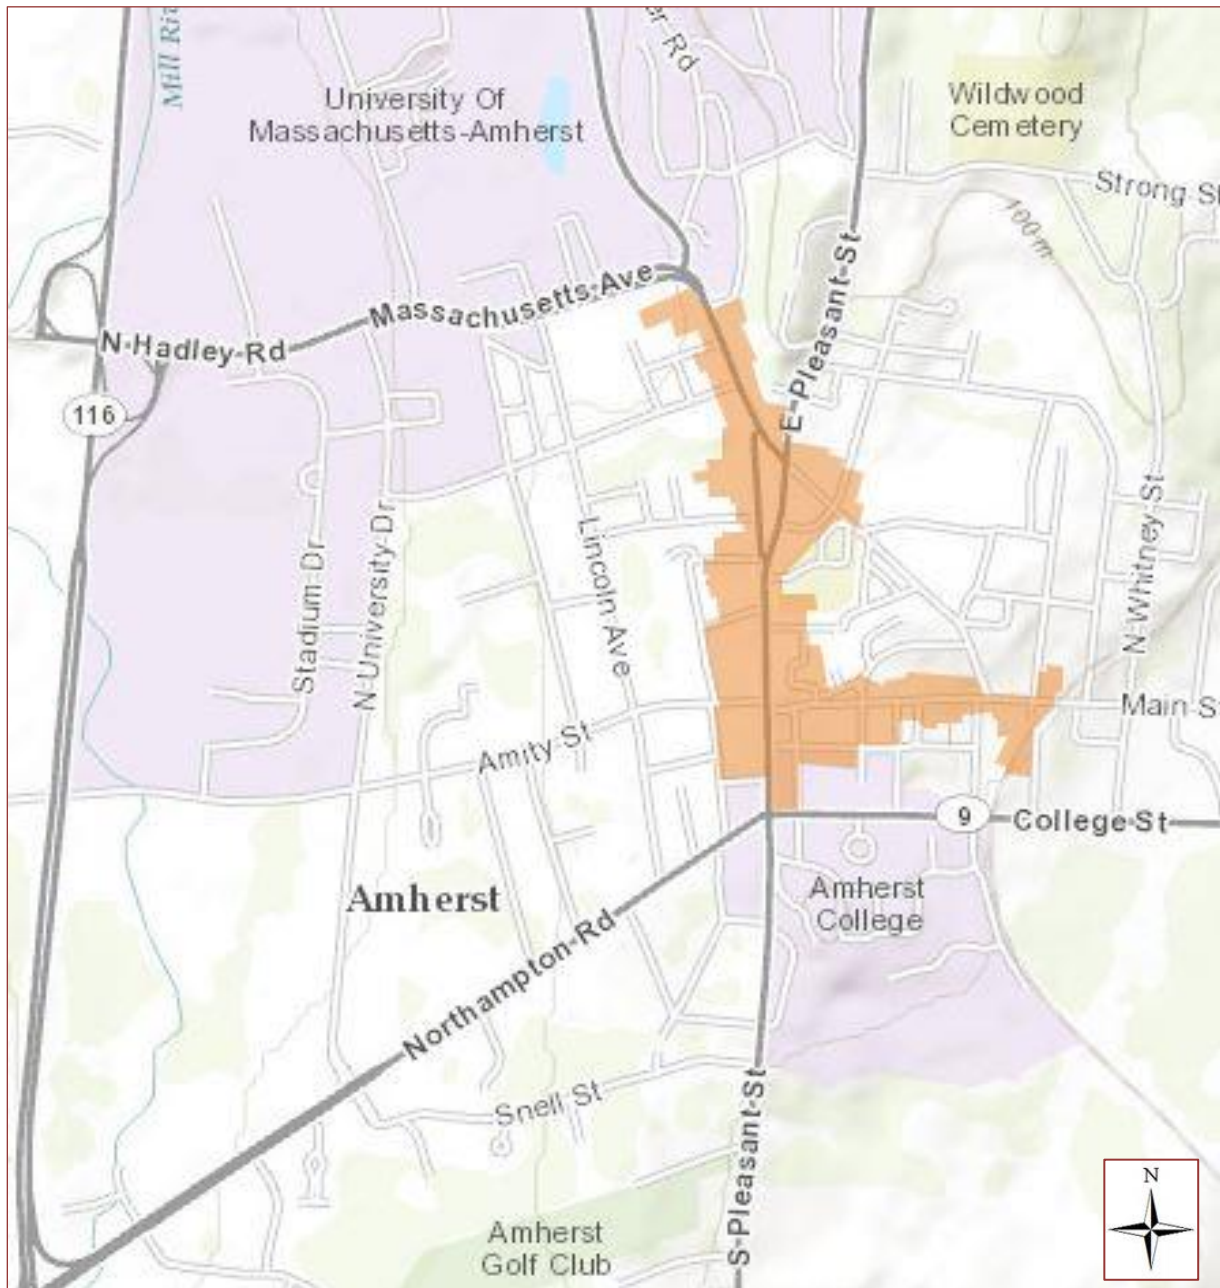 Mill Riv
er Rd
University Of
Massachusetts-Amherst
Wildwood
Cemetery
Strong St
100 m
E-Pleasant-St
Massachusetts-Ave
N-Hadley-Rd
116
Stadium Dr
N-University-Dr
Lincoln Ave
N-Whitney-St
Main St
Amity St
9
College-St
Amherst
Amherst
College
Northampton-Rd
Snell St
S-Pleasant-St
N
Amherst
Golf Club